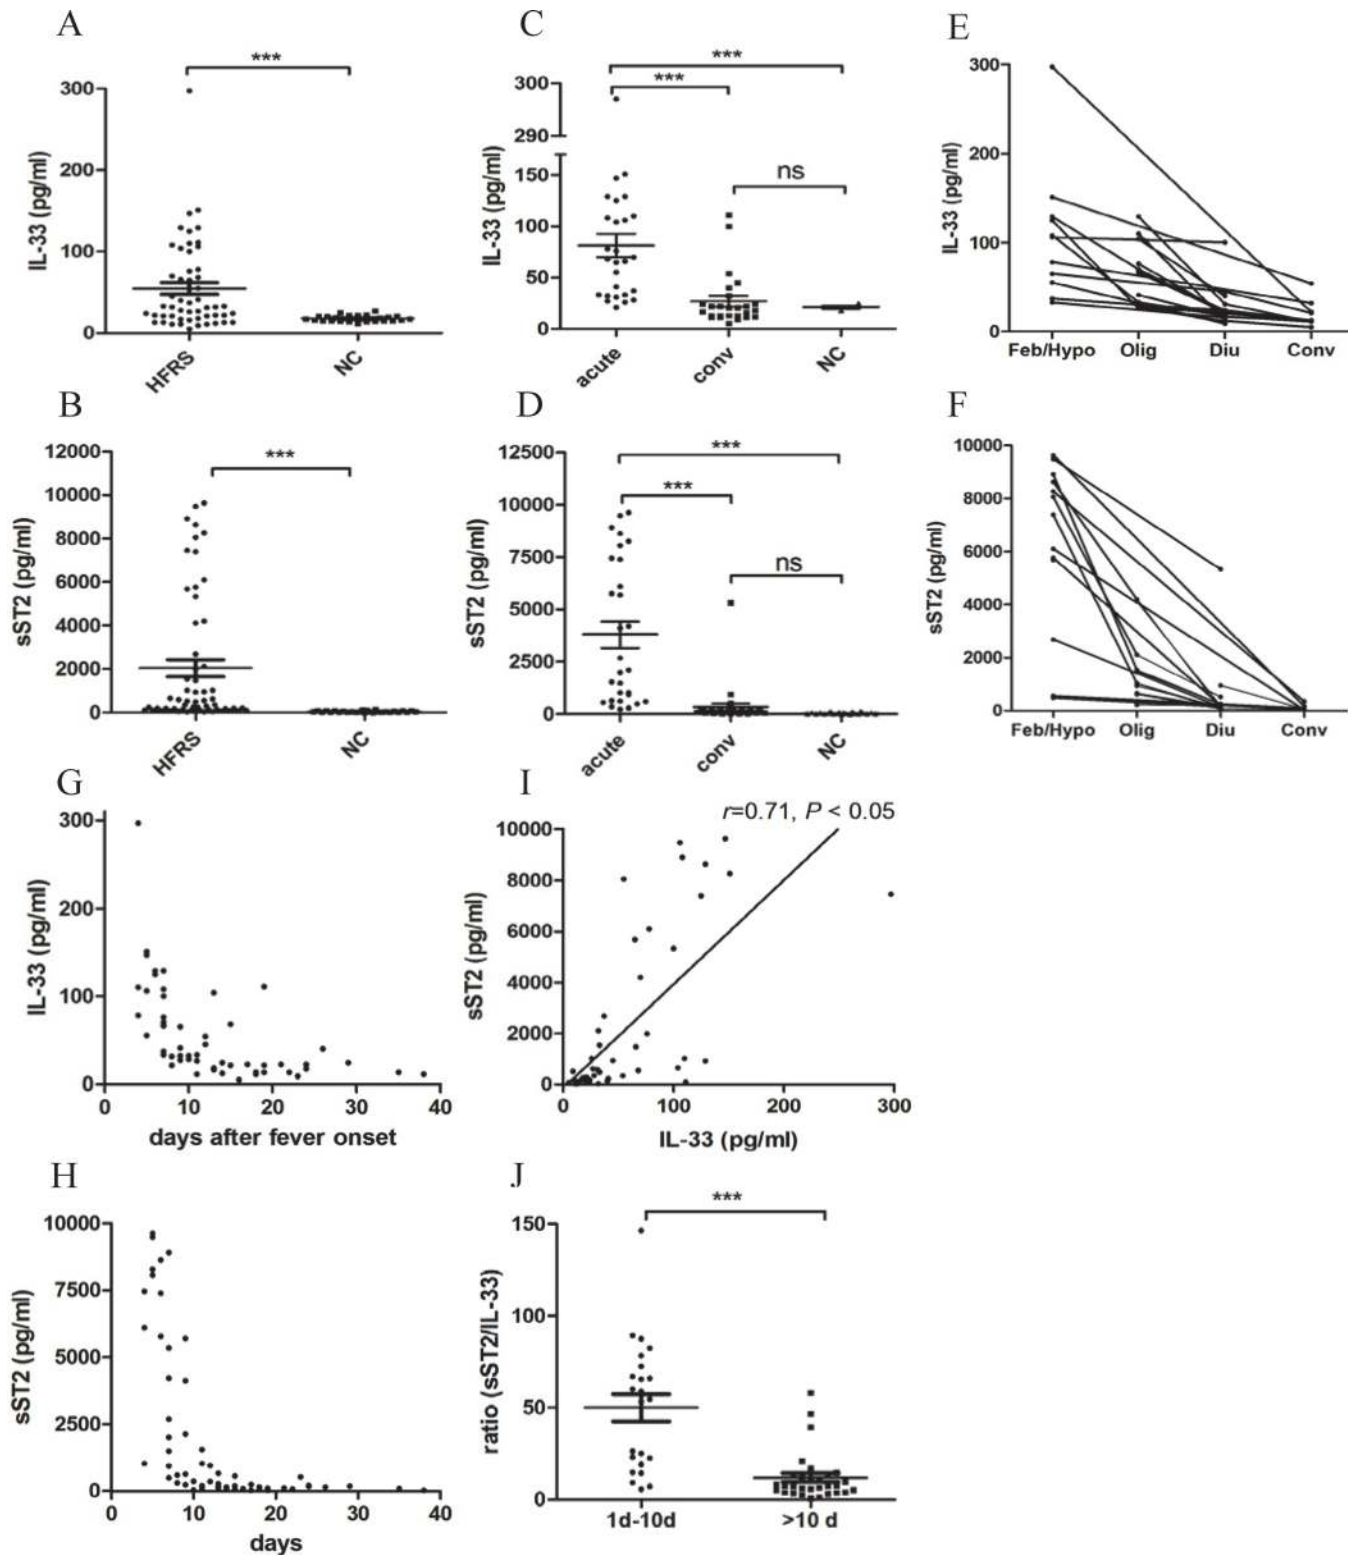 A
***
IL-33 (pg/ml)
300
200
100
0
HFRS
NC
C
***
***
ns
IL-33 (pg/ml)
300
290
150
100
50
0
acute
conv
NC
E
IL-33 (pg/ml)
300
200
100
0
Feb/Hypo Olig Diu Conv
B
***
sST2 (pg/ml)
12000
10000
8000
6000
4000
2000
0
HFRS
NC
D
***
***
ns
sST2 (pg/ml)
12500
10000
7500
5000
2500
0
acute
conv
NC
F
sST2 (pg/ml)
10000
8000
6000
4000
2000
0
Feb/Hypo Olig Diu Conv
G
IL-33 (pg/ml)
300
200
100
0
0 10 20 30 40
days after fever onset
I
r=0.71, P < 0.05
sST2 (pg/ml)
10000
8000
6000
4000
2000
0
0 100 200 300
IL-33 (pg/ml)
H
sST2 (pg/ml)
10000
7500
5000
2500
0
0 10 20 30 40
days
J
***
ratio (sST2/IL-33)
150
100
50
0
1d-10d >10 d